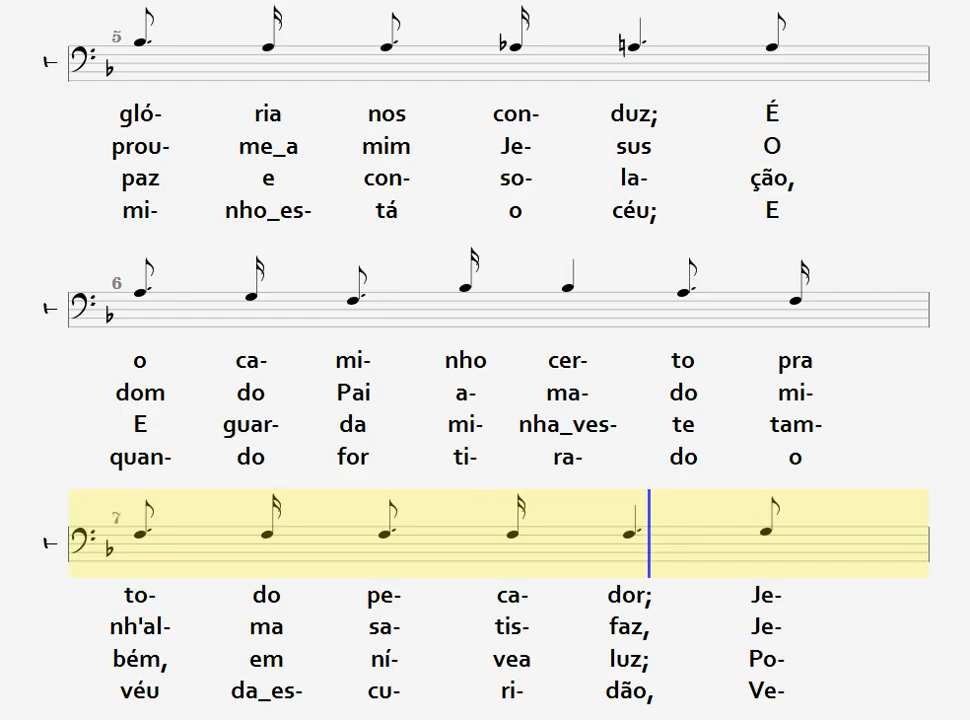 5
gló- ria nos con- duz; É
prou- me_a mim Je- sus O
paz e con- so- la- ção,
mi- nho_es- tá o céu; E
6
o ca- mi- nho cer- to pra
dom do Pai a- ma- do mi-
E guar- da mi- nha_ves- te tam-
quan- do for ti- ra- do o
7
to- do pe- ca- dor; Je-
nh'al- ma sa- tis- faz, Je-
bém, em ní- vea luz; Po-
véu da_es- cu- ri- dão, Ve-